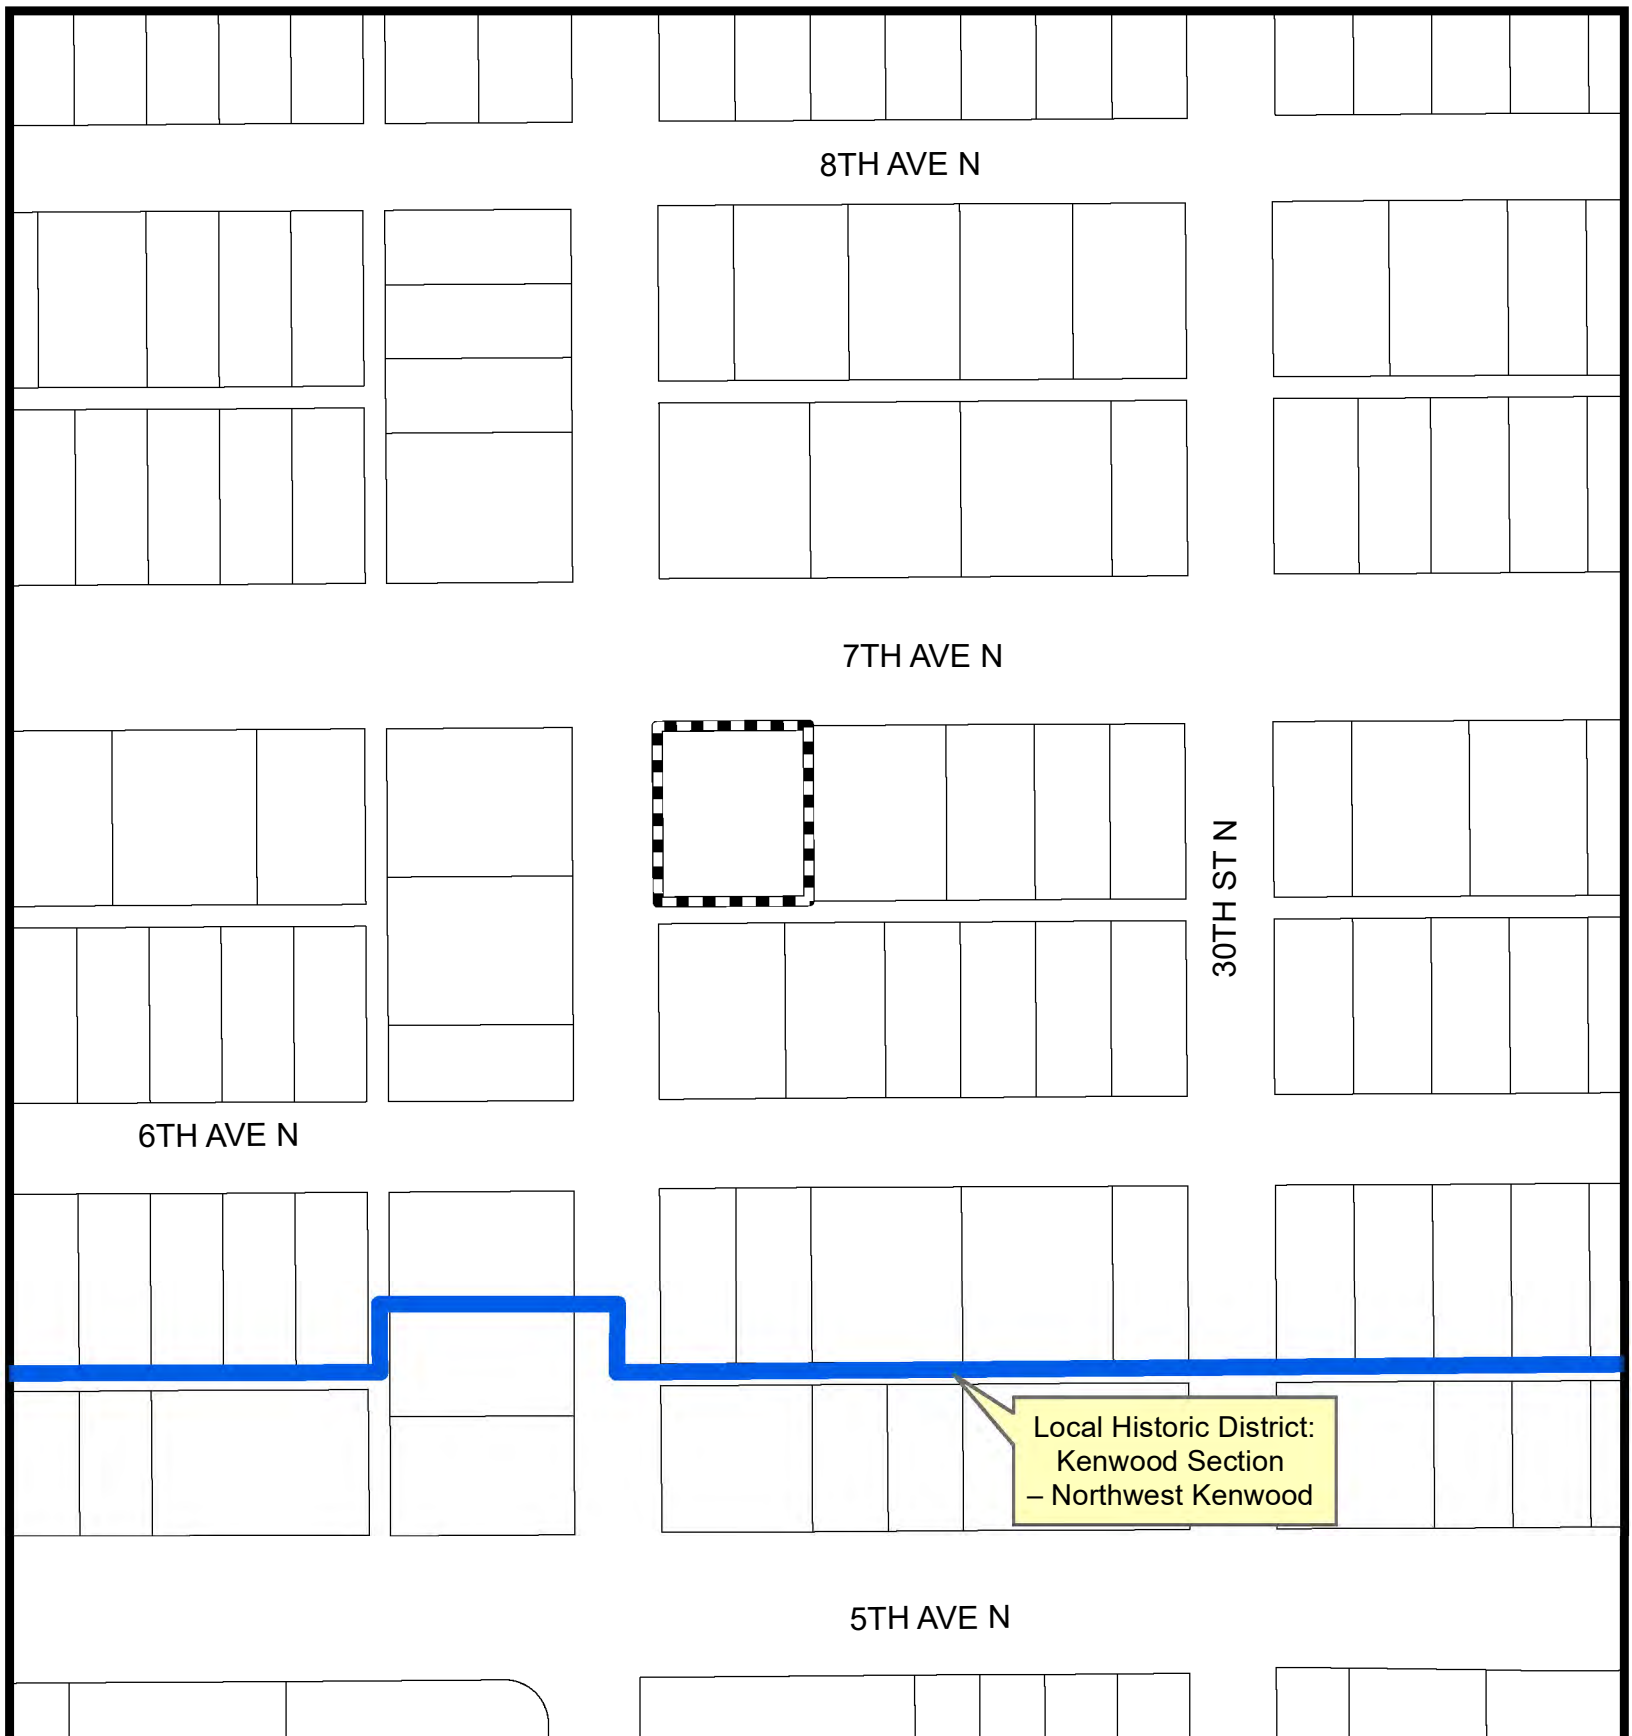 8TH AVE N
7TH AVE N
30TH ST N
6TH AVE N
Local Historic District:
Kenwood Section
– Northwest Kenwood
5TH AVE N